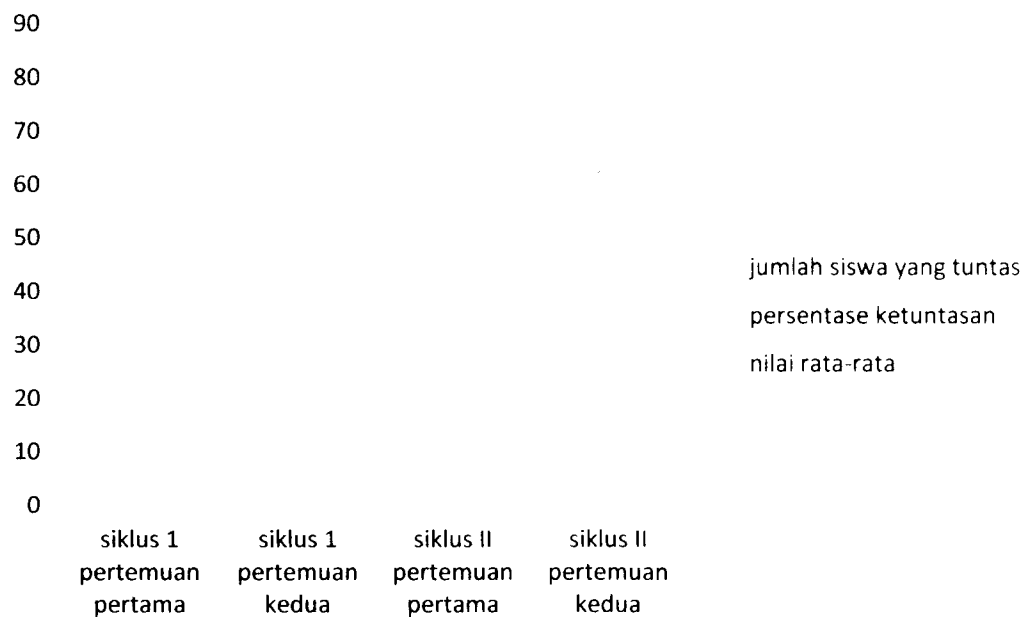 90
80
70
60
50
40
30
20
10
0
siklus 1 pertemuan pertama
siklus 1 pertemuan kedua
siklus II pertemuan pertama
siklus II pertemuan kedua
jumlah siswa yang tuntas
persentase ketuntasan
nilai rata-rata